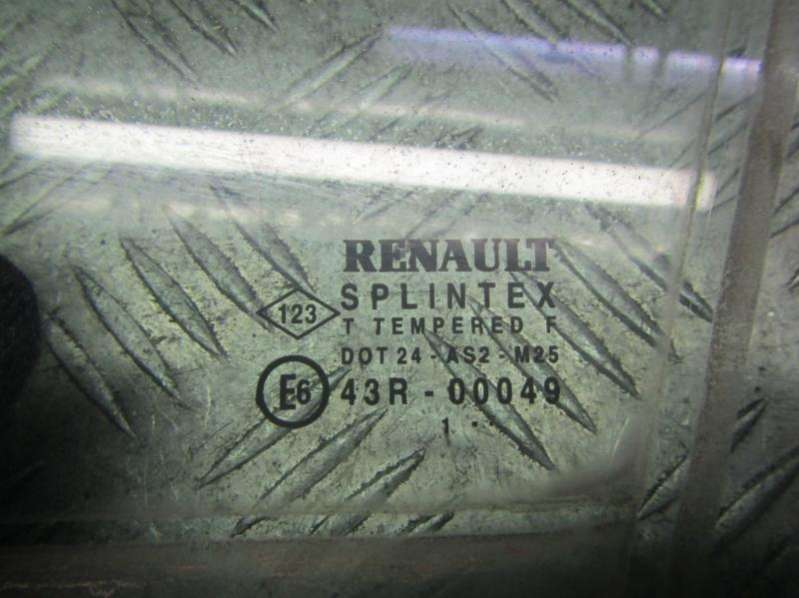 RENAULT
SPLINTEX
123
T TEMPERED F
DOT 24 - AS2 - M25
E6 43R - 00049
1 •